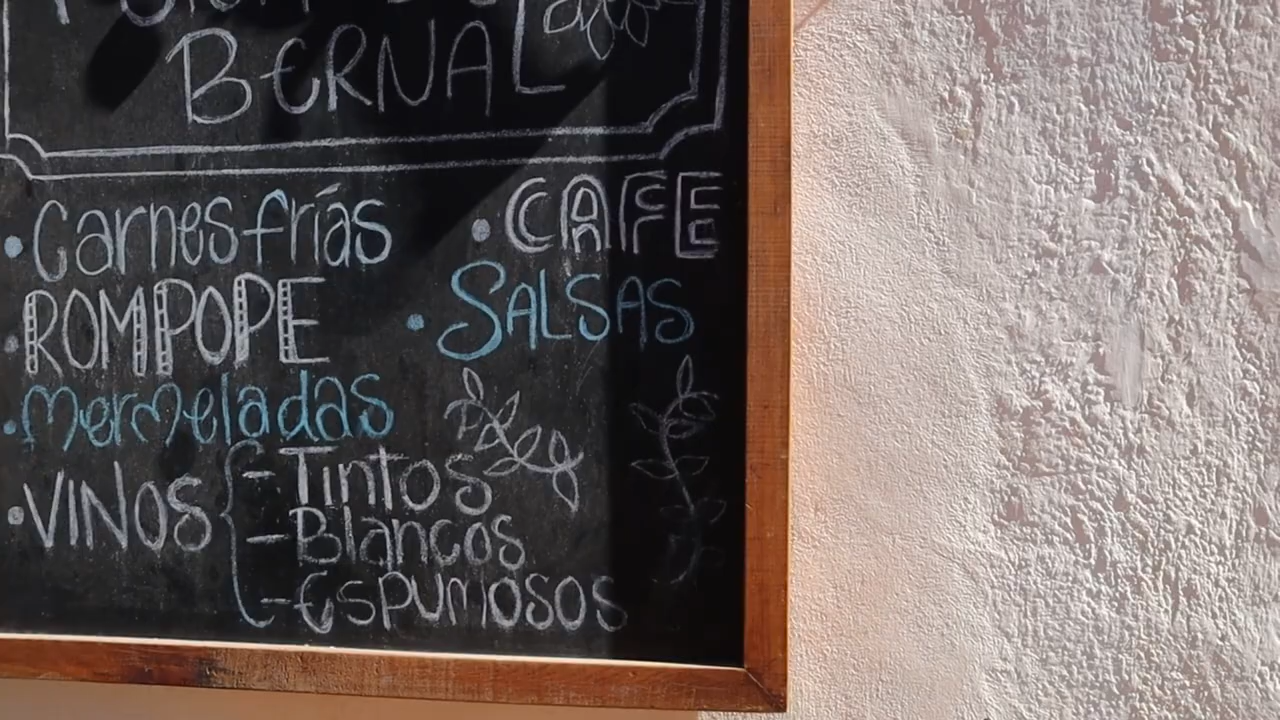 BERNAL
• Carnes frías
• ROMPOPE
• Mermeladas
• VINOS
- Tintos
- Blancos
- Espumosos
• CAFE
• SALSAS